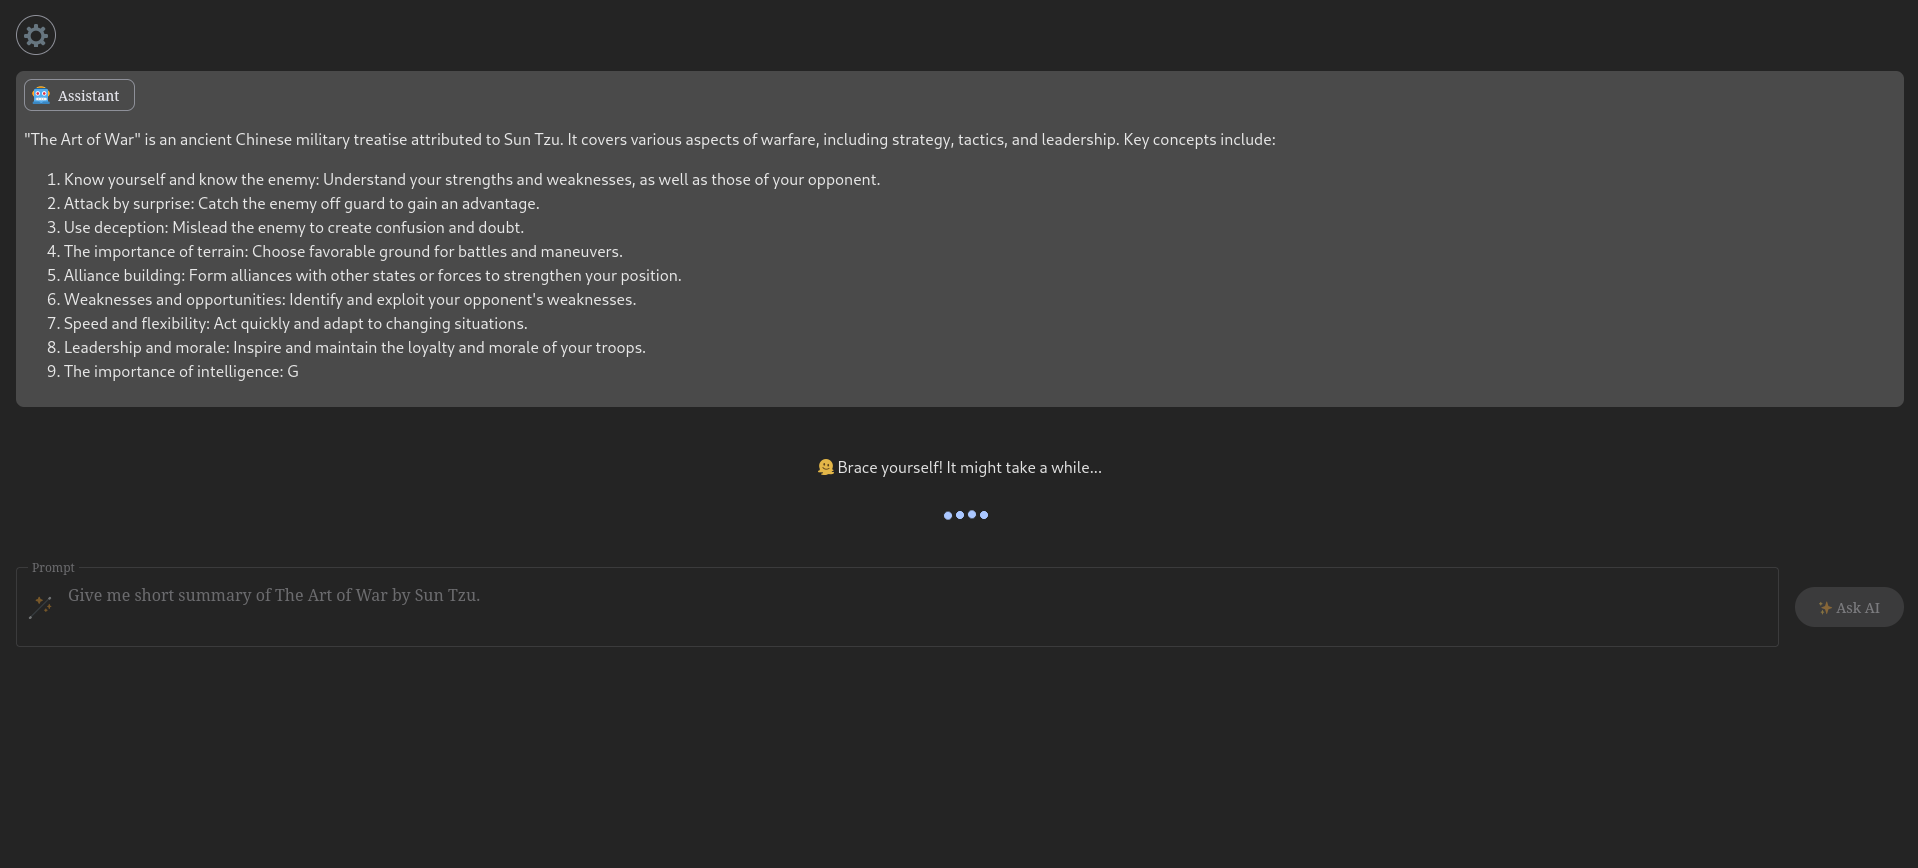 Assistant
"The Art of War" is an ancient Chinese military treatise attributed to Sun Tzu. It covers various aspects of warfare, including strategy, tactics, and leadership. Key concepts include:
1. Know yourself and know the enemy: Understand your strengths and weaknesses, as well as those of your opponent.
2. Attack by surprise: Catch the enemy off guard to gain an advantage.
3. Use deception: Mislead the enemy to create confusion and doubt.
4. The importance of terrain: Choose favorable ground for battles and maneuvers.
5. Alliance building: Form alliances with other states or forces to strengthen your position.
6. Weaknesses and opportunities: Identify and exploit your opponent's weaknesses.
7. Speed and flexibility: Act quickly and adapt to changing situations.
8. Leadership and morale: Inspire and maintain the loyalty and morale of your troops.
9. The importance of intelligence: G
Brace yourself! It might take a while...
Prompt
Give me short summary of The Art of War by Sun Tzu.
Ask AI